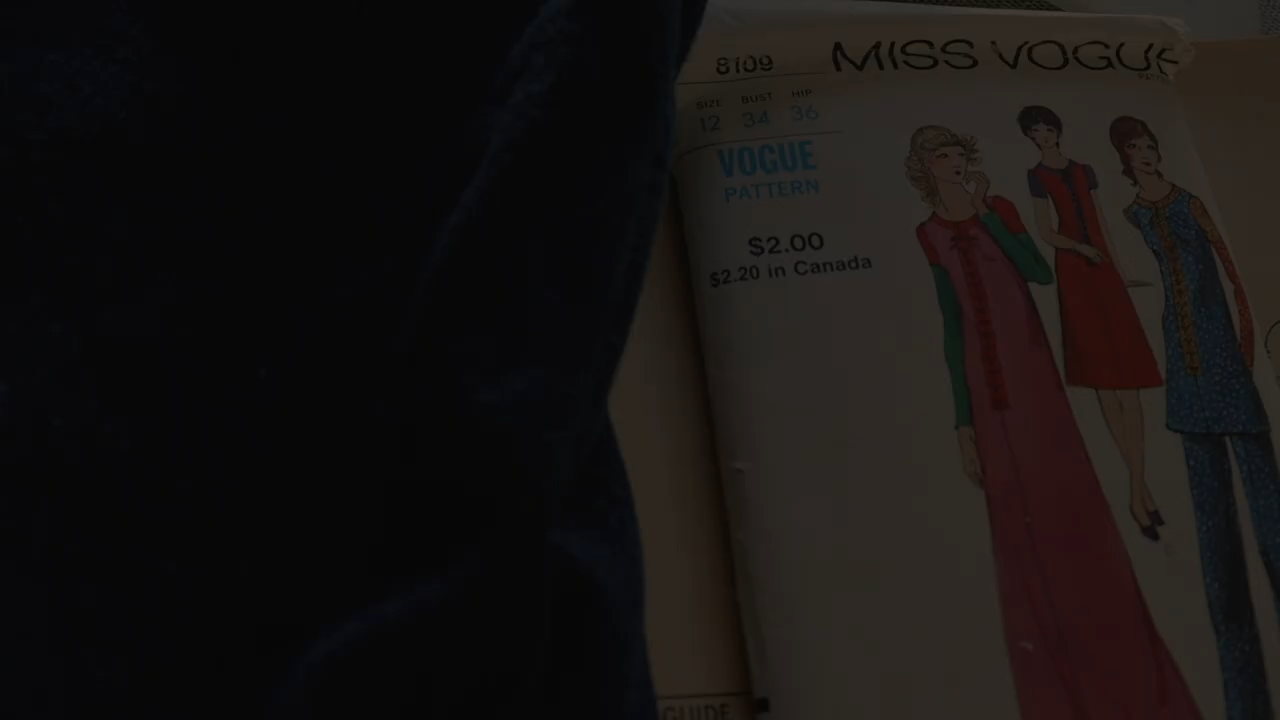 8109 MISS VOGUE
SIZE BUST HIP
12 34 36
VOGUE
PATTERN
$2.00
$2.20 in Canada
GUIDE